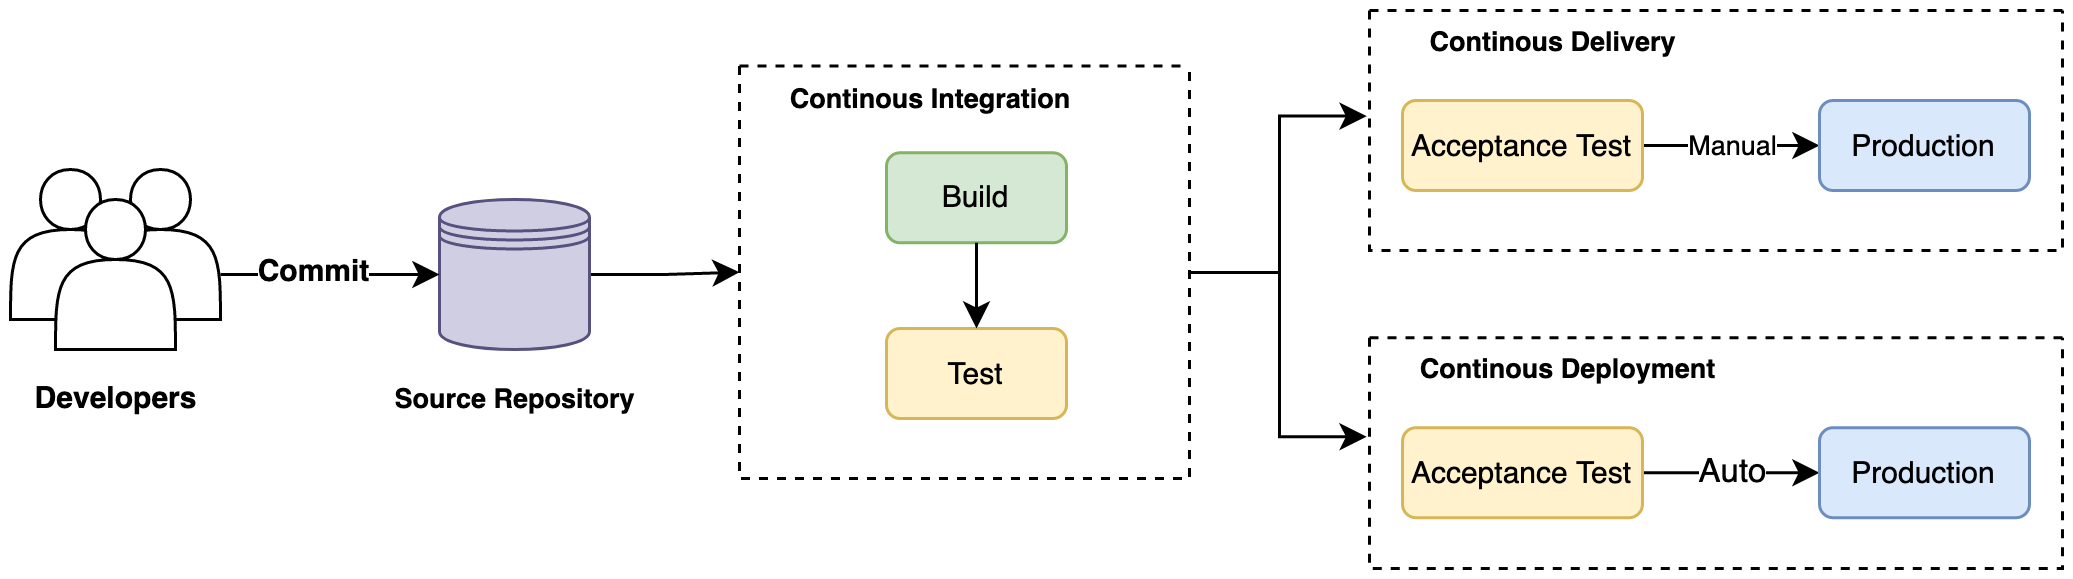 Developers
Commit
Source Repository
Continous Integration
Build
Test
Continous Delivery
Acceptance Test
Manual
Production
Continous Deployment
Acceptance Test
Auto
Production